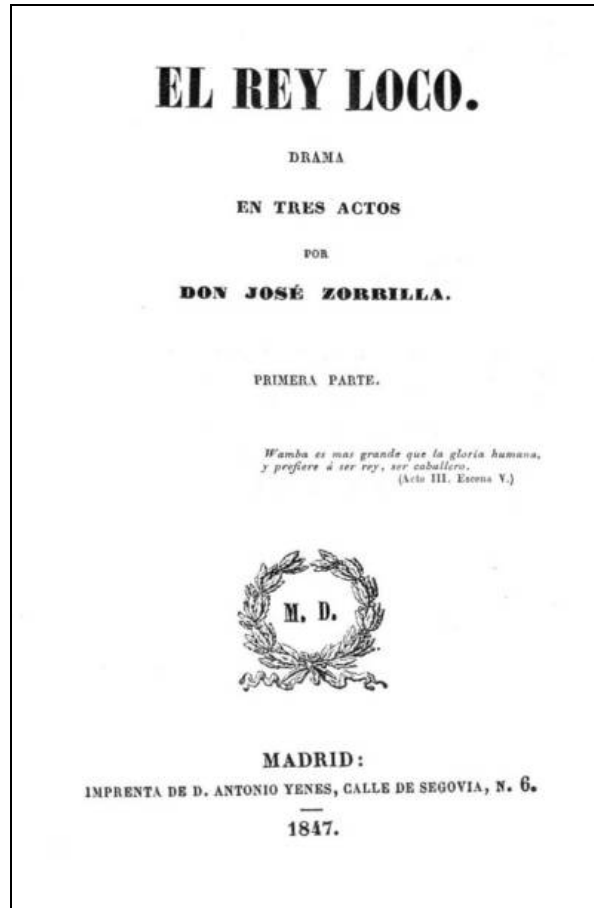 EL REY LOCO.
DRAMA
EN TRES ACTOS
POR
DON JOSÉ ZORRILLA.
PRIMERA PARTE.
Wamba es mas grande que la gloria humana,
y prefiere á ser rey, ser caballero.
(Acto III. Escena V.)
M. D.
MADRID:
IMPRENTA DE D. ANTONIO YENES, CALLE DE SEGOVIA, N. 6.
1847.